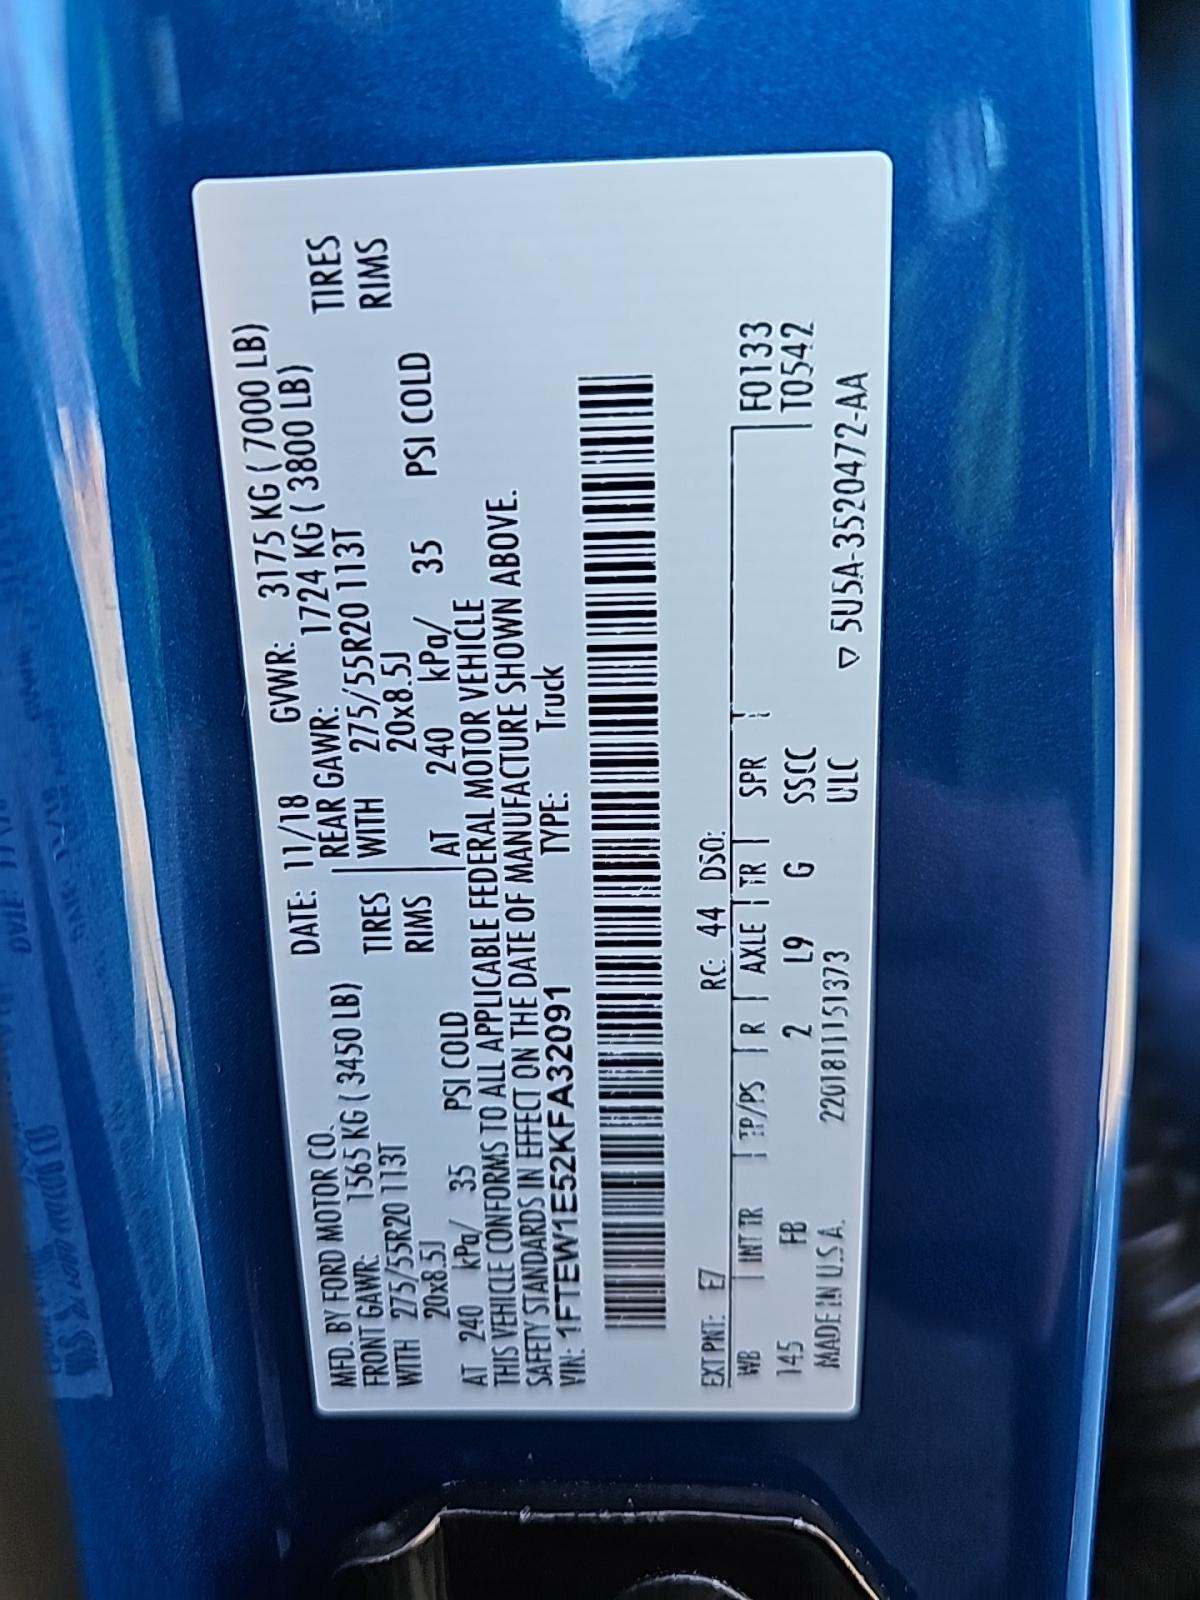 MFD. BY FORD MOTOR CO. DATE: 11/18 GVWR: 3175 KG ( 7000 LB)
FRONT GAWR: 1565 KG ( 3450 LB) REAR GAWR: 1724 KG ( 3800 LB)
WITH 275/55R20 113T TIRES WITH 275/55R20 113T TIRES
20x8.5J RIMS 20x8.5J RIMS
AT 240 kPa/ 35 PSI COLD AT 240 kPa/ 35 PSI COLD
THIS VEHICLE CONFORMS TO ALL APPLICABLE FEDERAL MOTOR VEHICLE
SAFETY STANDARDS IN EFFECT ON THE DATE OF MANUFACTURE SHOWN ABOVE.
VIN: 1FTEW1E52KFA32091 TYPE: Truck
EXT PNT: E7 RC: 44 DSO:
WB INT TR TP/PS R AXLE TR SPR F0133
145 FB 2 L9 G SSCC T0542
ULC
MADE IN U.S.A. 2201811151373 ▽ 5U5A-3520472-AA